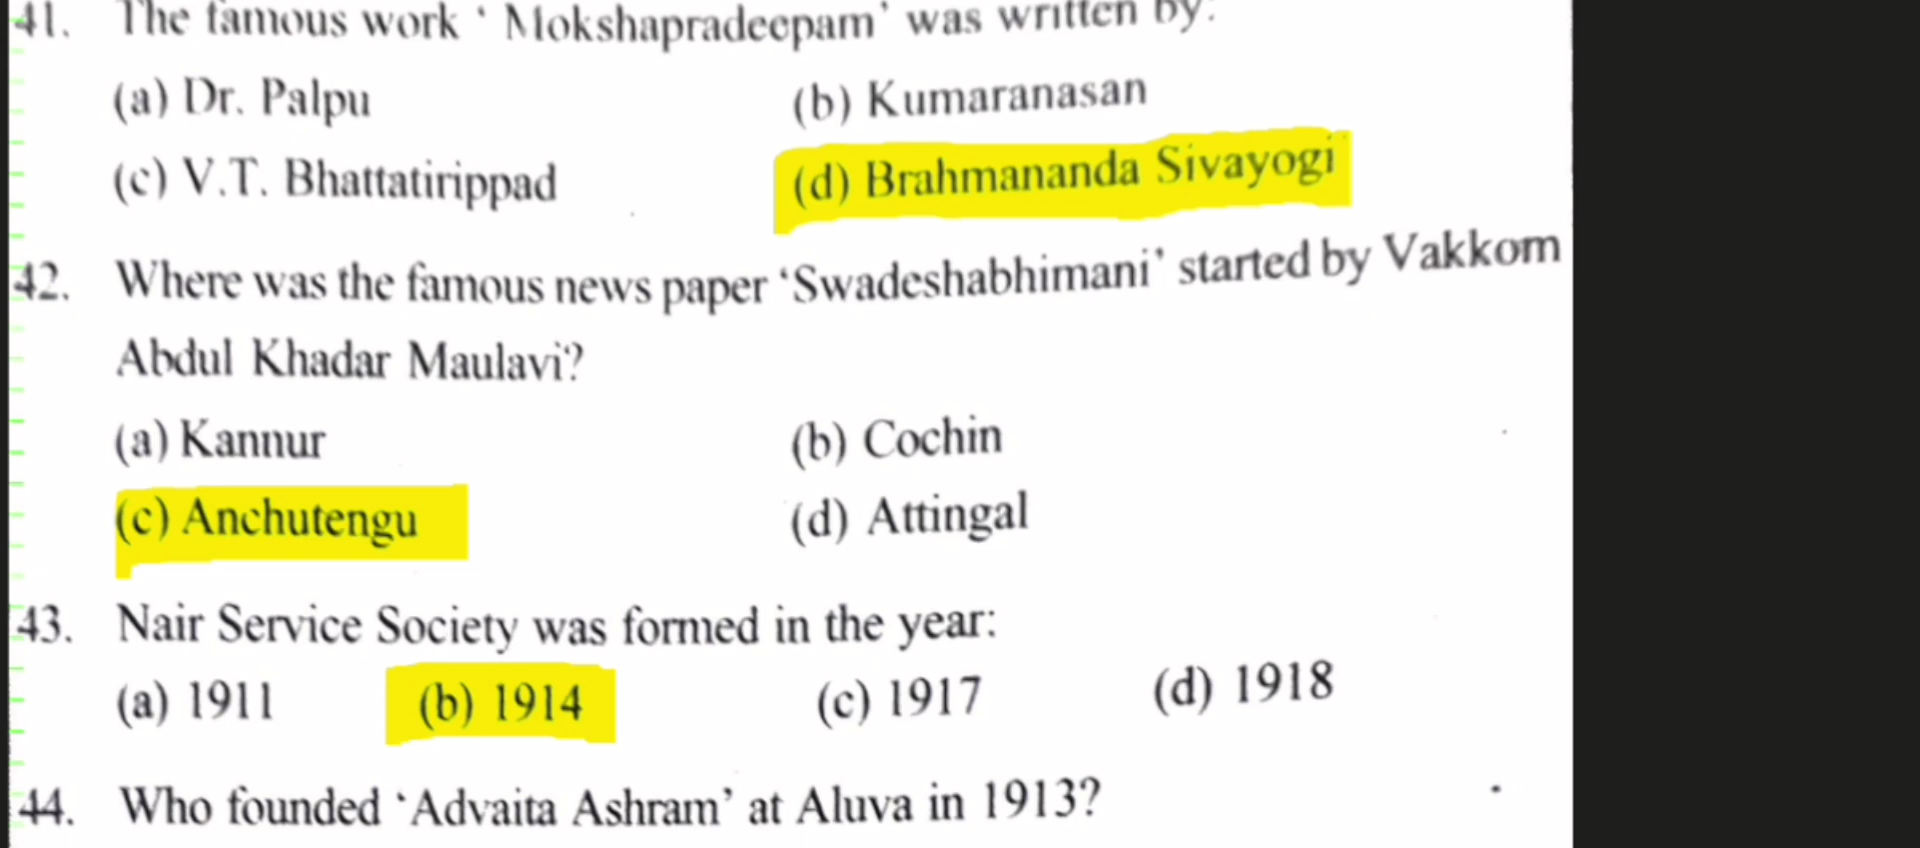 41. The famous work ‘ Mokshapradeepam’ was written by:
(a) Dr. Palpu (b) Kumaranasan
(c) V.T. Bhattatirippad (d) Brahmananda Sivayogi
42. Where was the famous news paper ‘Swadeshabhimani’ started by Vakkom
Abdul Khadar Maulavi?
(a) Kannur (b) Cochin
(c) Anchutengu (d) Attingal
43. Nair Service Society was formed in the year:
(a) 1911 (b) 1914 (c) 1917 (d) 1918
44. Who founded ‘Advaita Ashram’ at Aluva in 1913?